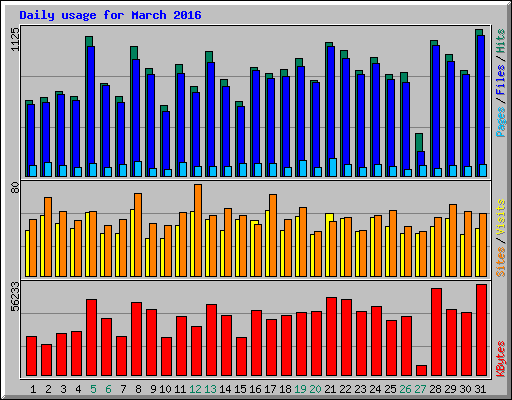 Daily usage for March 2016
1125
Pages / Files / Hits
80
Sites / Visits
56233
KBytes
1 2 3 4 5 6 7 8 9 10 11 12 13 14 15 16 17 18 19 20 21 22 23 24 25 26 27 28 29 30 31